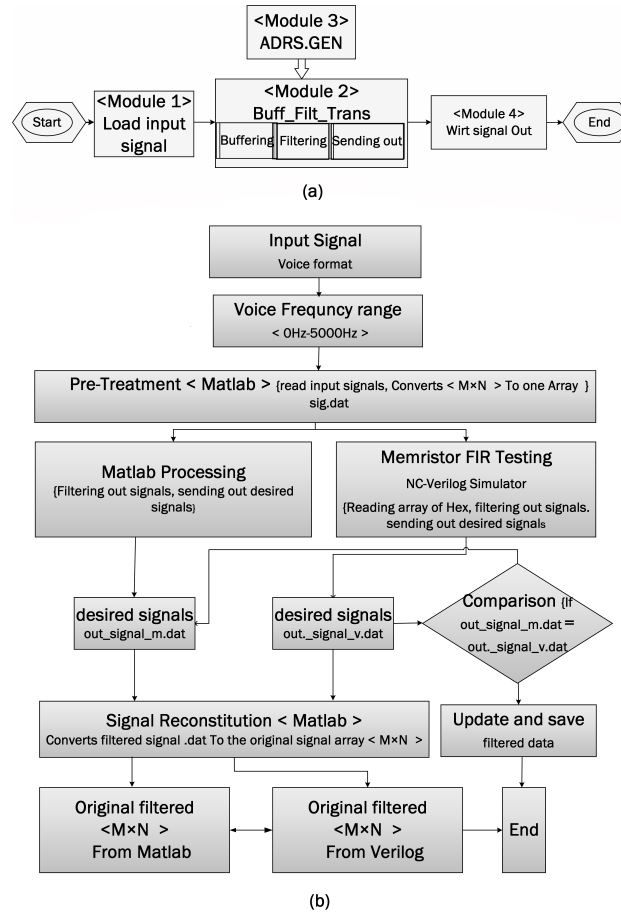 <Module 3>
ADRS.GEN
Start
<Module 1>
Load input
signal
<Module 2>
Buff_Filt_Trans
Buffering
Filtering
Sending out
<Module 4>
Wirt signal Out
End
(a)
Input Signal
Voice format
Voice Frequncy range
< 0Hz-5000Hz >
Pre-Treatment < Matlab > {read input signals, Converts < M×N > To one Array }
sig.dat
Matlab Processing
{Filtering out signals, sending out desired
signals}
Memristor FIR Testing
NC-Verilog Simulator
{Reading array of Hex, filtering out signals.
sending out desired signals
desired signals
out_signal_m.dat
desired signals
out._signal_v.dat
Comparison {If
out_signal_m.dat =
out._signal_v.dat
Signal Reconstitution < Matlab >
Converts filtered signal .dat To the original signal array < M×N >
Update and save
filtered data
Original filtered
<M×N >
From Matlab
Original filtered
<M×N >
From Verilog
End
(b)